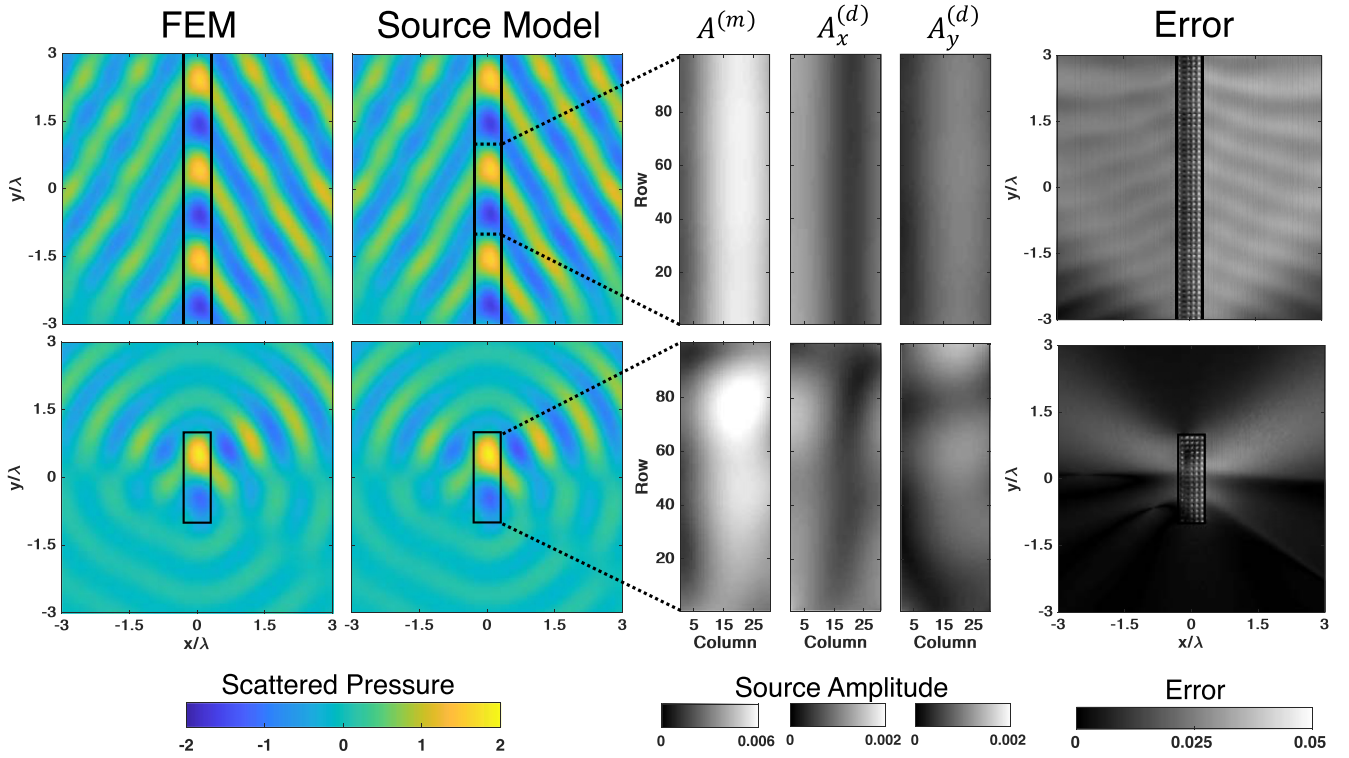 FEM
Source Model
A^(m)
A_x^(d)
A_y^(d)
Error
3
1.5
0
-1.5
-3
y/λ
80
60
40
20
Row
3
1.5
0
-1.5
-3
y/λ
3
1.5
0
-1.5
-3
y/λ
-3 -1.5 0 1.5 3
x/λ
-3 -1.5 0 1.5 3
x/λ
80
60
40
20
Row
5 15 25
Column
5 15 25
Column
5 15 25
Column
3
1.5
0
-1.5
-3
y/λ
-3 -1.5 0 1.5 3
x/λ
Scattered Pressure
-2 -1 0 1 2
Source Amplitude
0 0.006
0 0.002
0 0.002
Error
0 0.025 0.05